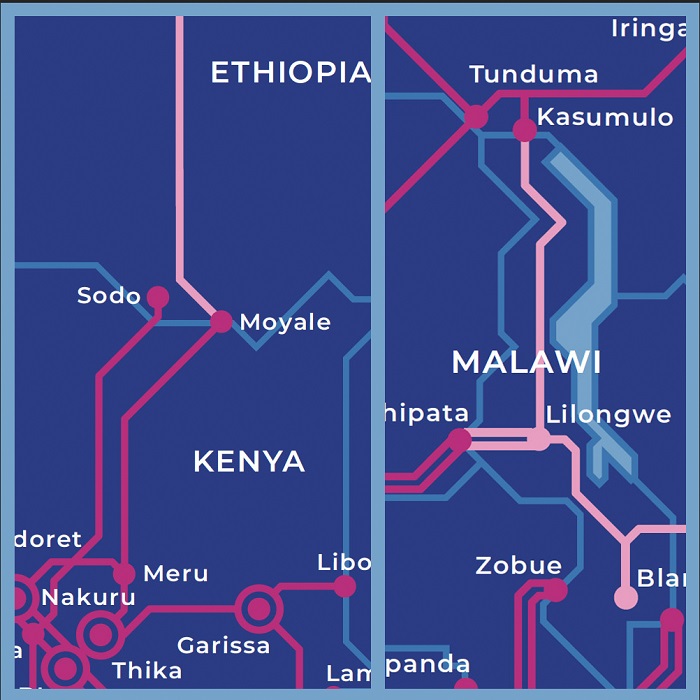 ETHIOPIA
Sodo
Moyale
KENYA
doret
Meru
Libo
Nakuru
Garissa
a
Thika
Lam
Iringa
Tunduma
Kasumulo
MALAWI
hipata
Lilongwe
Zobue
Blan
panda